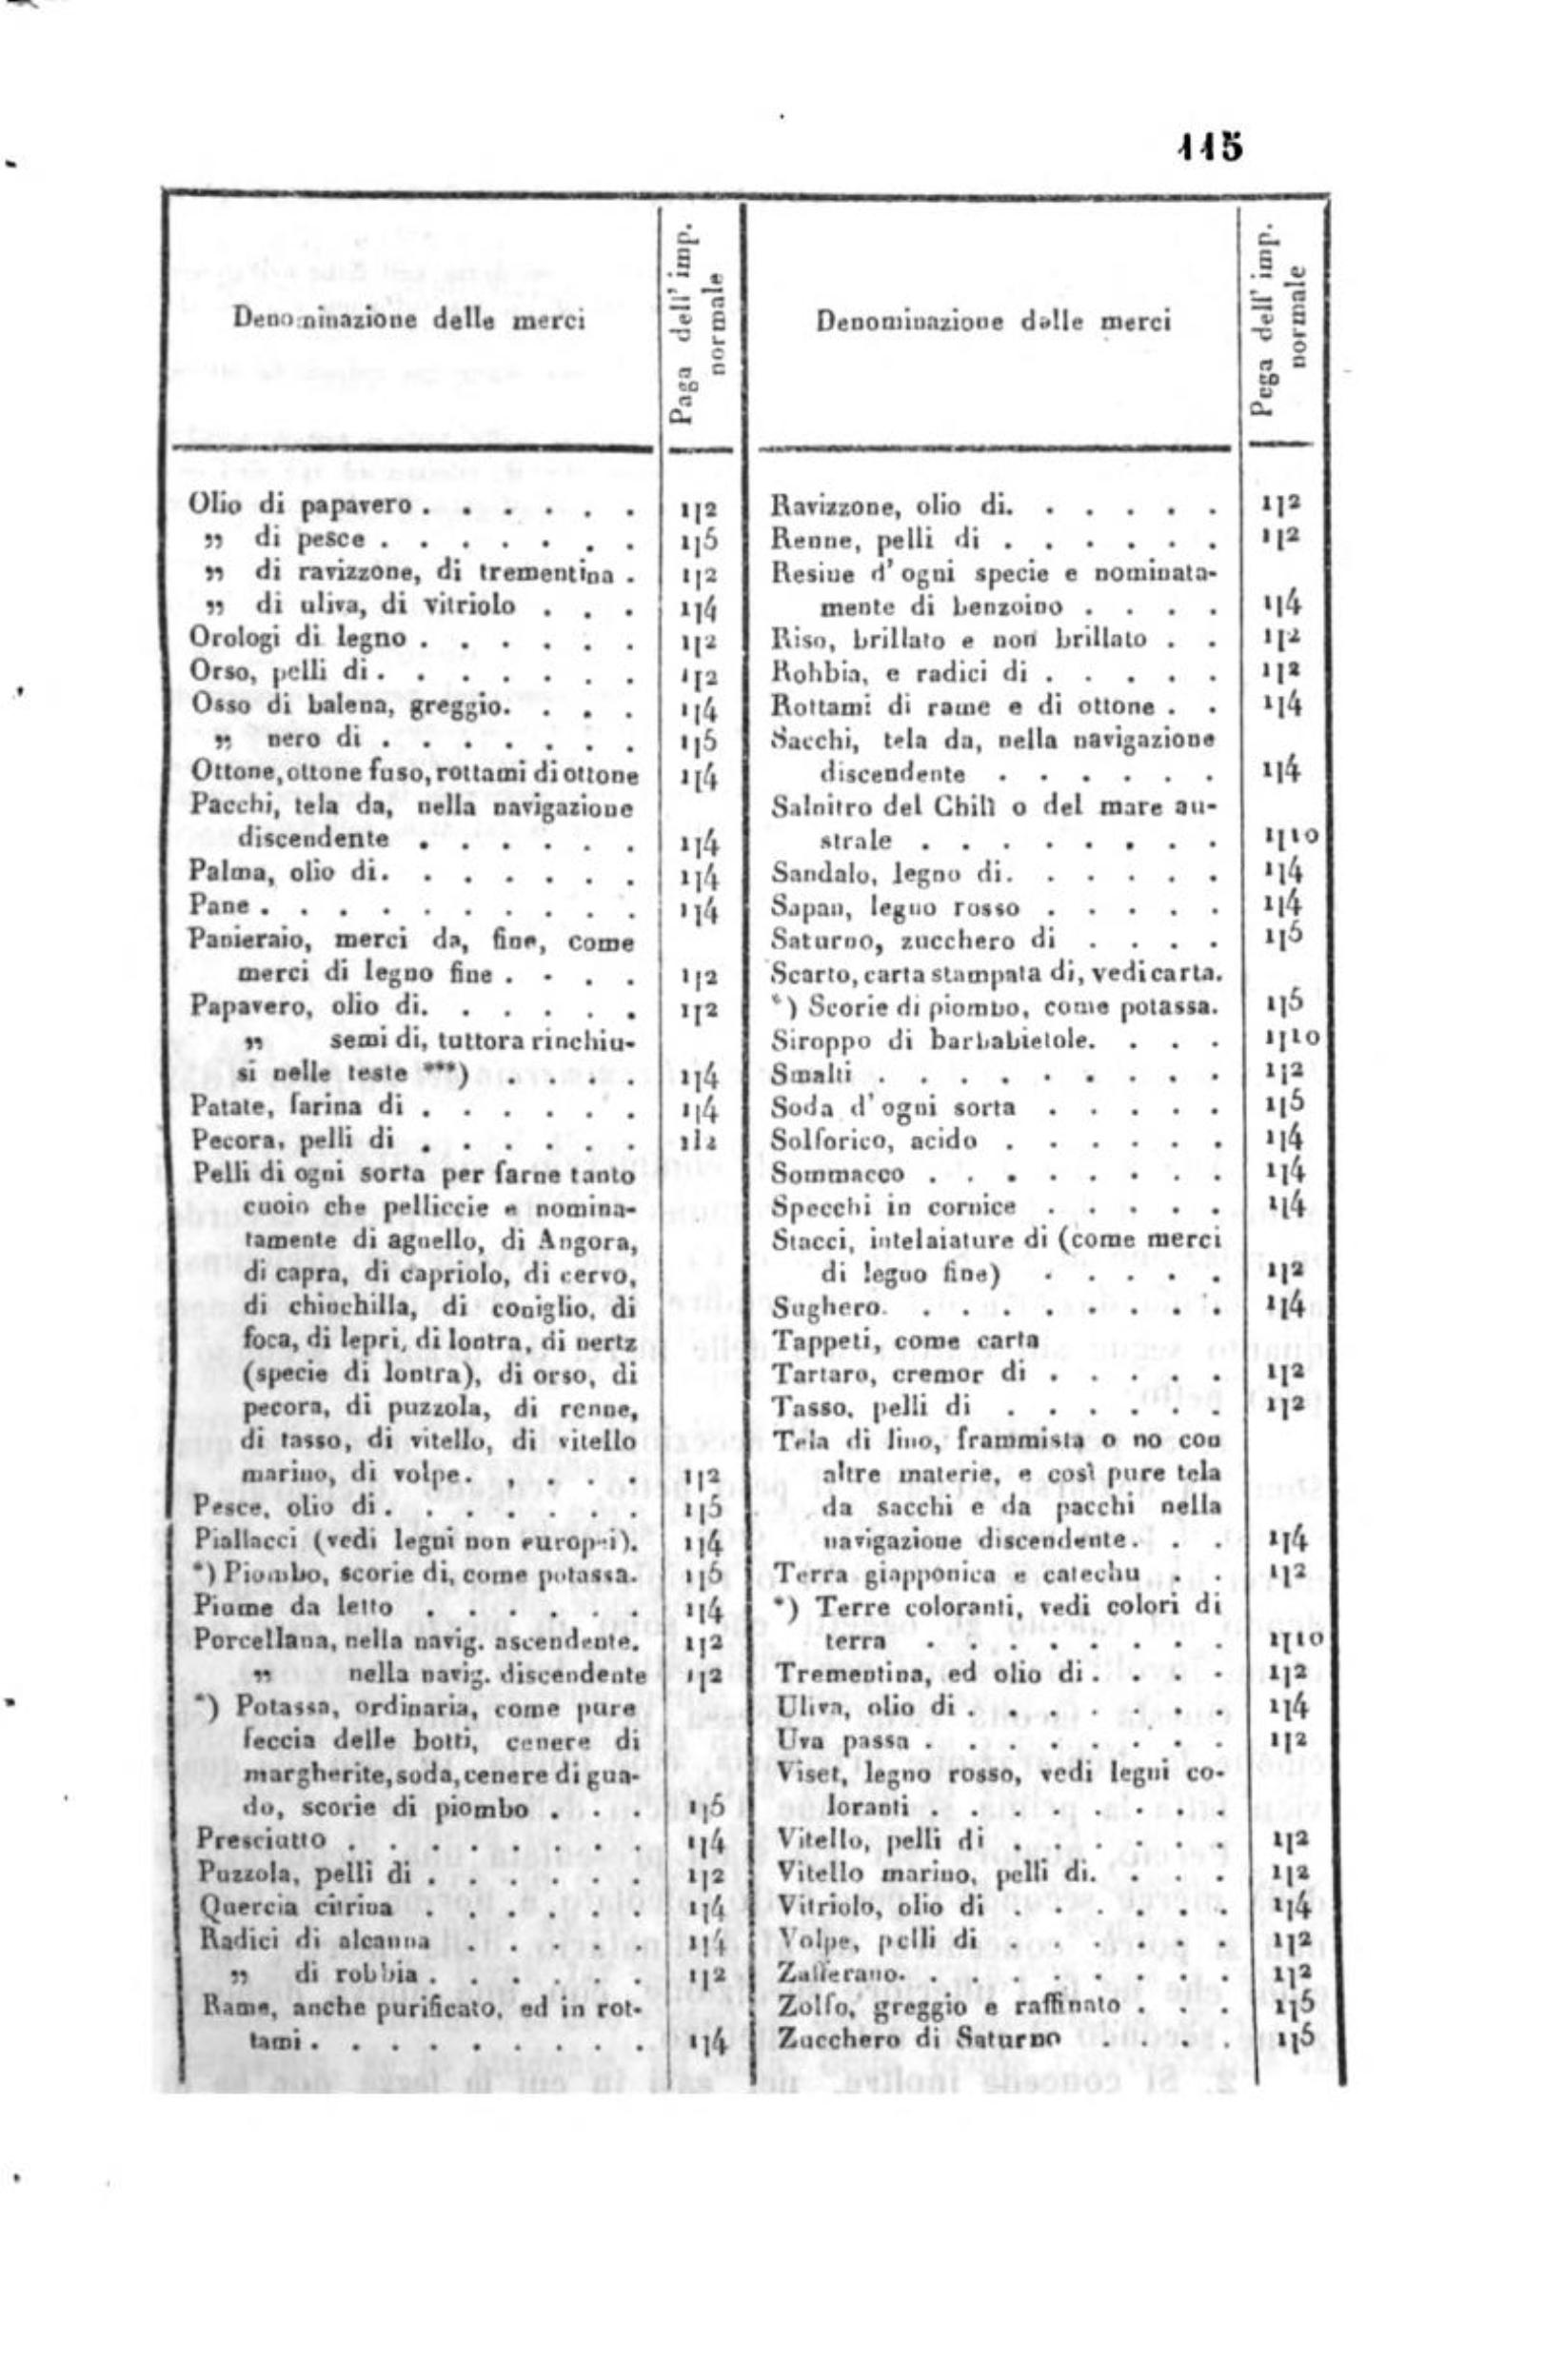 115
Denominazione delle merci
Paga dell' imp.
normale
Olio di papavero . . . . . . 1|2
„ di pesce . . . . . . . 1|5
„ di ravizzone, di trementina . 1|2
„ di uliva, di vitriolo . . . 1|4
Orologi di legno . . . . . . 1|2
Orso, pelli di . . . . . . . 1|2
Osso di balena, greggio. . . . 1|4
„ nero di . . . . . . . 1|5
Ottone, ottone fuso, rottami di ottone 1|4
Pacchi, tela da, nella navigazione
discendente . . . . . . 1|4
Palma, olio di. . . . . . . 1|4
Pane . . . . . . . . . . 1|4
Panieraio, merci da, fine, come
merci di legno fine . . . . 1|2
Papavero, olio di. . . . . . 1|2
„ semi di, tuttora rinchiu-
si nelle teste ***) . . . . 1|4
Patate, farina di . . . . . . 1|4
Pecora, pelli di . . . . . . 1|2
Pelli di ogni sorta per farne tanto
cuoio che pelliccie e nomina-
tamente di agnello, di Angora,
di capra, di capriolo, di cervo,
di chinchilla, di coniglio, di
foca, di lepri, di lontra, di nertz
(specie di lontra), di orso, di
pecora, di puzzola, di renne,
di tasso, di vitello, di vitello
marino, di volpe. . . . . 1|2
Pesce, olio di . . . . . . . 1|5
Piallacci (vedi legni non europei). 1|4
*) Piombo, scorie di, come potassa. 1|5
Piume da letto . . . . . . 1|4
Porcellana, nella navig. ascendente. 1|2
„ nella navig. discendente 1|2
*) Potassa, ordinaria, come pure
feccia delle botti, cenere di
margherite, soda, cenere di gua-
do, scorie di piombo . . . 1|5
Presciutto . . . . . . . . 1|4
Puzzola, pelli di . . . . . . 1|2
Quercia citrina . . . . . . 1|4
Radici di alcanna . . . . . 1|4
„ di robbia . . . . . . 1|2
Rame, anche purificato, ed in rot-
tami . . . . . . . . . 1|4
Denominazione dalle merci
Pega dell' imp.
normale
Ravizzone, olio di. . . . . . 1|2
Renne, pelli di . . . . . . 1|2
Resine d' ogni specie e nominata-
mente di benzoino . . . . 1|4
Riso, brillato e non brillato . . 1|2
Rohbia, e radici di . . . . . 1|2
Rottami di rame e di ottone . . 1|4
Sacchi, tela da, nella navigazione
discendente . . . . . . 1|4
Salnitro del Chilì o del mare au-
strale . . . . . . . . 1|10
Sandalo, legno di. . . . . . 1|4
Sapan, legno rosso . . . . . 1|4
Saturno, zucchero di . . . . 1|5
Scarto, carta stampata di, vedi carta.
*) Scorie di piombo, come potassa. 1|5
Siroppo di barbabietole. . . . 1|10
Smalti . . . . . . . . . 1|2
Soda d' ogni sorta . . . . . 1|5
Solforico, acido . . . . . . 1|4
Sommacco . . . . . . . . 1|4
Specchi in cornice . . . . . 1|4
Stacci, intelaiature di (come merci
di legno fine) . . . . . 1|2
Sughero. . . . . . . . . 1|4
Tappeti, come carta
Tartaro, cremor di . . . . . 1|2
Tasso, pelli di . . . . . . 1|2
Tela di lino, frammista o no con
altre materie, e così pure tela
da sacchi e da pacchi nella
navigazione discendente. . . 1|4
Terra giapponica e catechu . . 1|2
*) Terre coloranti, vedi colori di
terra . . . . . . . . 1|10
Trementina, ed olio di . . . . 1|2
Uliva, olio di . . . . . . . 1|4
Uva passa . . . . . . . . 1|2
Viset, legno rosso, vedi legni co-
loranti . . . . . . . .
Vitello, pelli di . . . . . . 1|2
Vitello marino, pelli di. . . . 1|2
Vitriolo, olio di . . . . . . 1|4
Volpe, pelli di . . . . . . 1|2
Zafferano. . . . . . . . . 1|2
Zolfo, greggio e raffinato . . . 1|5
Zucchero di Saturno . . . . 1|5